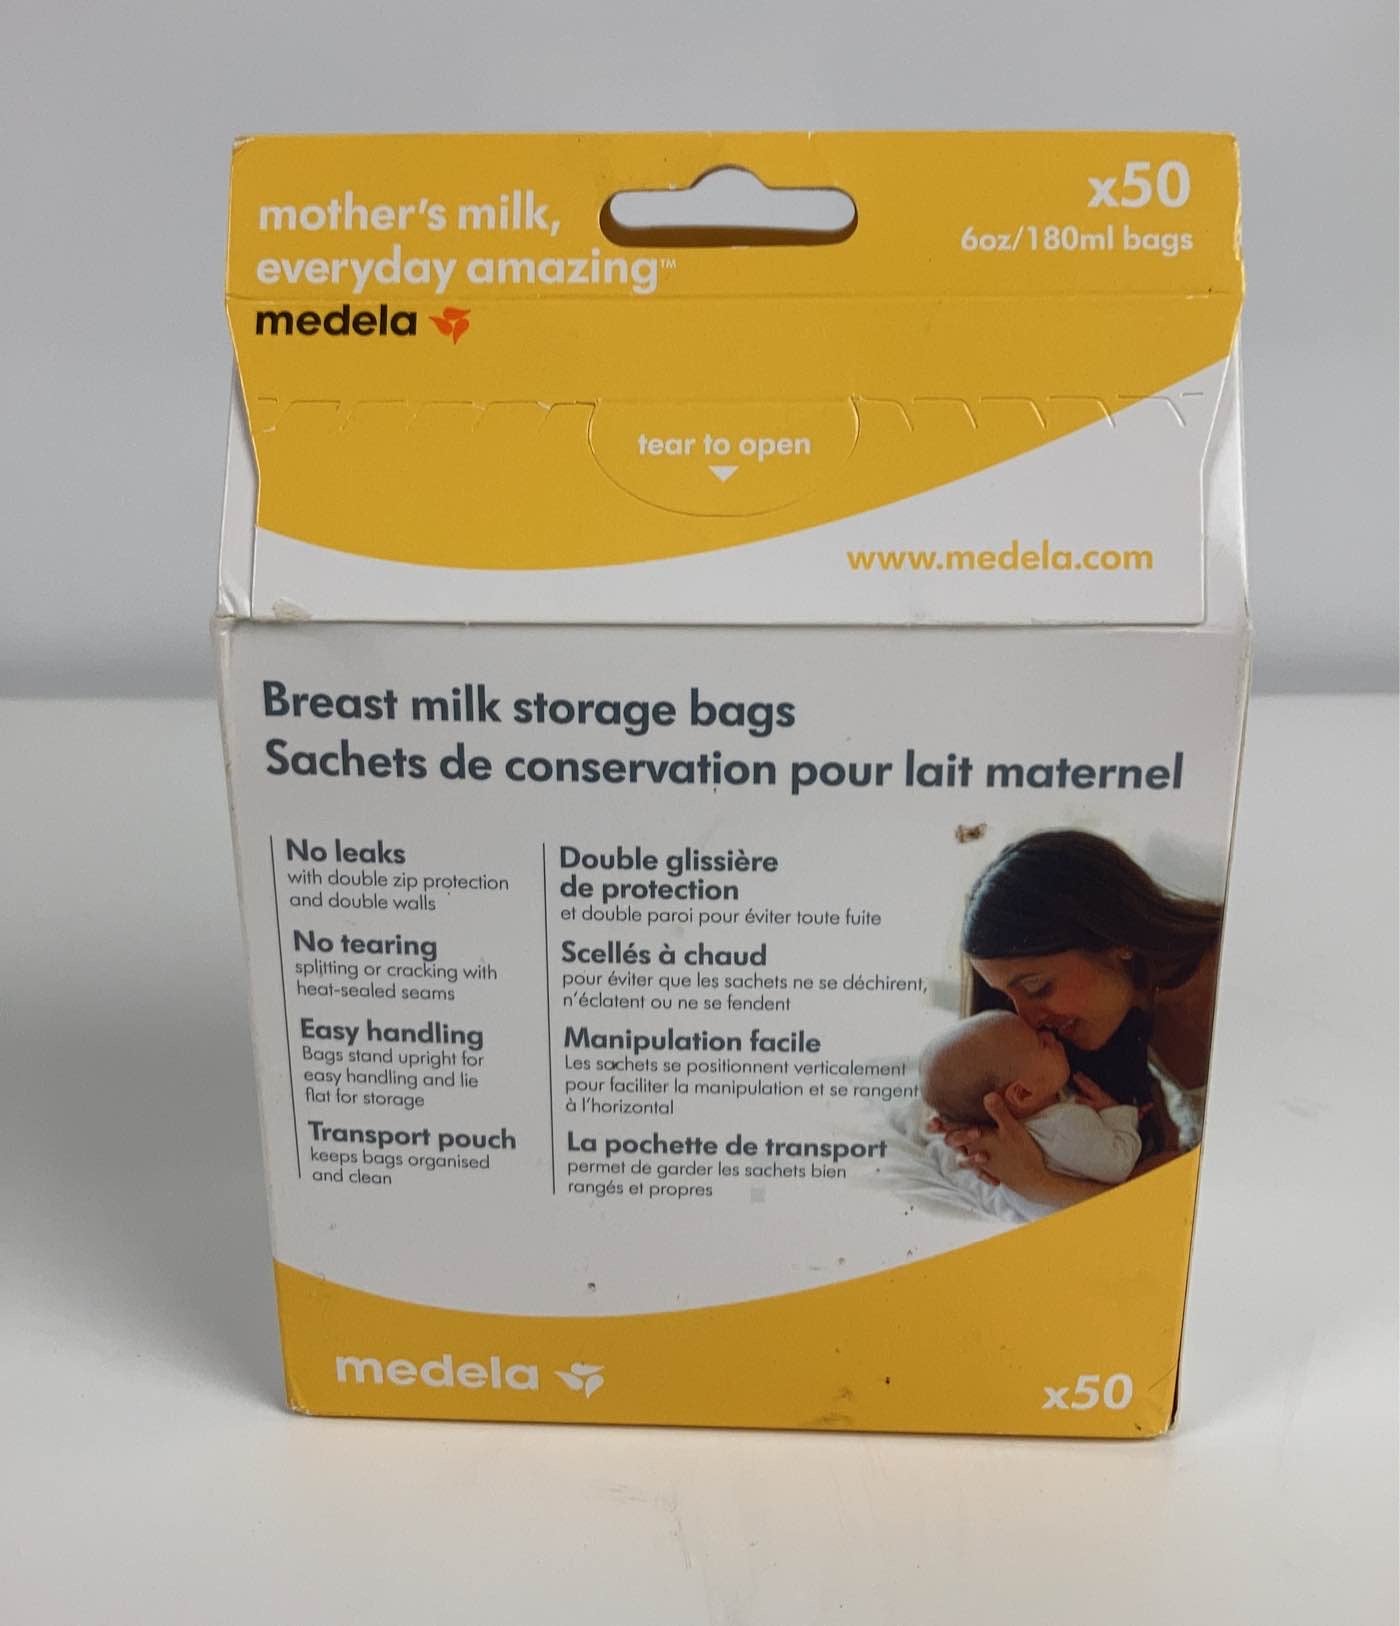 mother's milk,
everyday amazing™
medela
x50
6oz/180ml bags
tear to open
www.medela.com
Breast milk storage bags
Sachets de conservation pour lait maternel
No leaks
with double zip protection
and double walls
No tearing
splitting or cracking with
heat-sealed seams
Easy handling
Bags stand upright for
easy handling and lie
flat for storage
Transport pouch
keeps bags organised
and clean
Double glissière
de protection
et double paroi pour éviter toute fuite
Scellés à chaud
pour éviter que les sachets ne se déchirent,
n'éclatent ou ne se fendent
Manipulation facile
Les sachets se positionnent verticalement
pour faciliter la manipulation et se rangent
à l'horizontal
La pochette de transport
permet de garder les sachets bien
rangés et propres
medela
x50